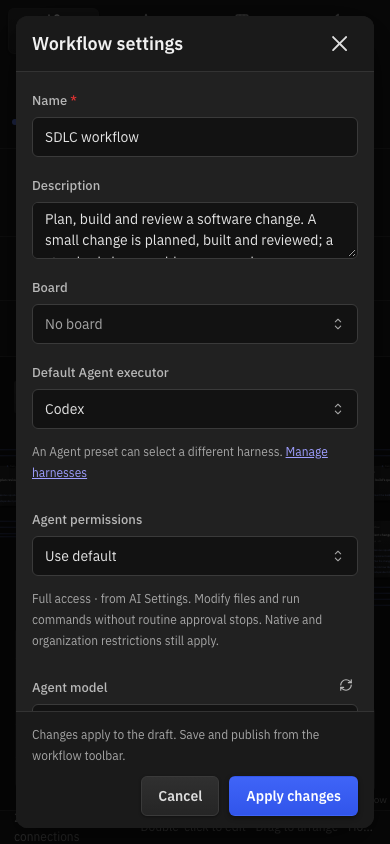 Workflow settings
Name *
SDLC workflow
Description
Plan, build and review a software change. A
small change is planned, built and reviewed; a
Board
No board
Default Agent executor
Codex
An Agent preset can select a different harness. Manage
harnesses
Agent permissions
Use default
Full access · from AI Settings. Modify files and run
commands without routine approval stops. Native and
organization restrictions still apply.
Agent model
Changes apply to the draft. Save and publish from the
workflow toolbar.
Cancel
Apply changes
connections